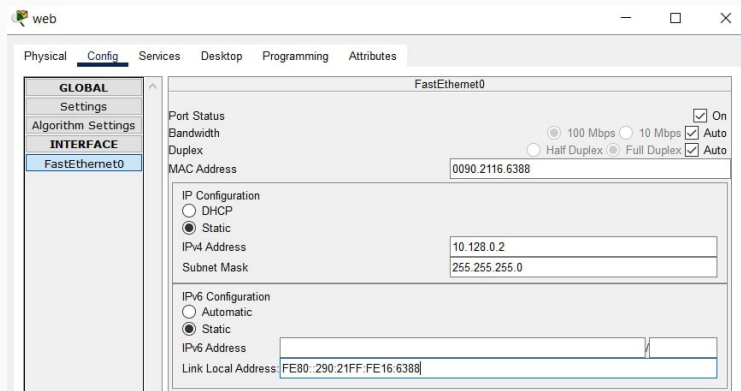 web
Physical Config Services Desktop Programming Attributes
GLOBAL
Settings
Algorithm Settings
INTERFACE
FastEthernet0
FastEthernet0
Port Status On
Bandwidth 100 Mbps 10 Mbps Auto
Duplex Half Duplex Full Duplex Auto
MAC Address 0090.2116.6388
IP Configuration
DHCP
Static
IPv4 Address 10.128.0.2
Subnet Mask 255.255.255.0
IPv6 Configuration
Automatic
Static
IPv6 Address /
Link Local Address: FE80::290:21FF:FE16:6388